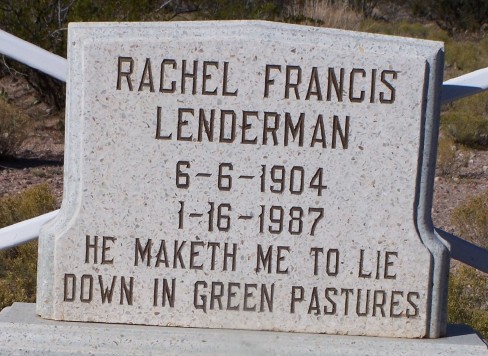 RACHEL FRANCIS
LENDERMAN
6-6-1904
1-16-1987
HE MAKETH ME TO LIE
DOWN IN GREEN PASTURES